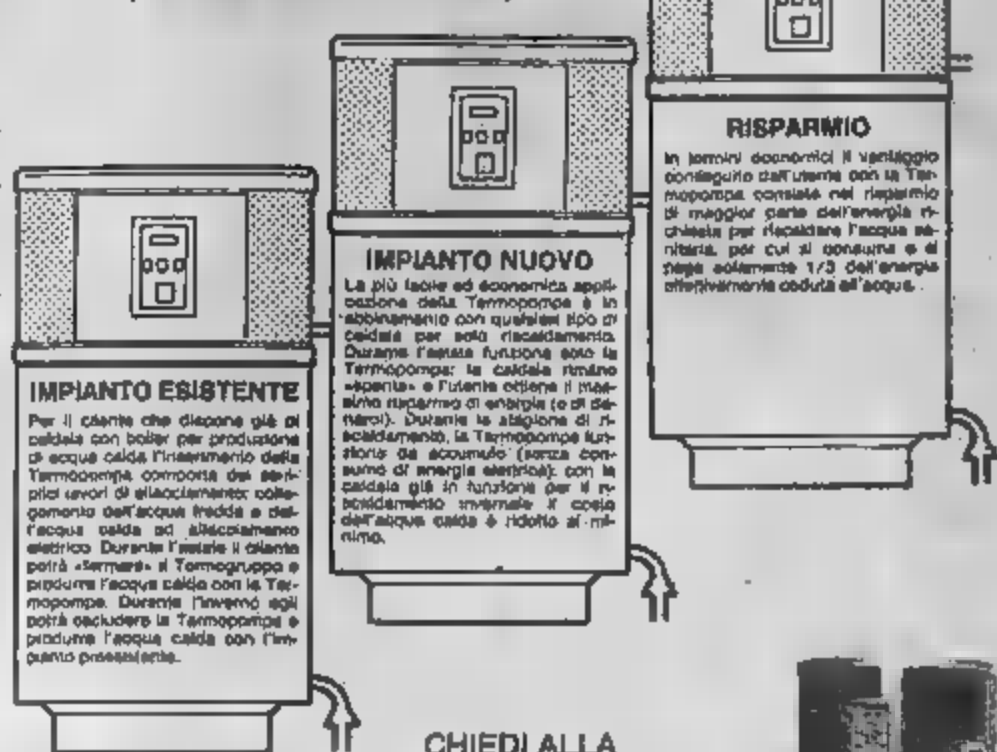 IMPIANTO ESISTENTE
Per il cliente che dispone già di
caldaia con boiler per produzione
di acqua calda l'inserimento della
Termopompa comporta dei sem-
plici lavori di allacciamento: colle-
gamento dell'acqua fredda e del-
l'acqua calda ed allacciamento
elettrico. Durante l'estate il cliente
potrà «fermare» il Termogruppo e
produrre l'acqua calda con la Ter-
mopompa. Durante l'inverno egli
potrà escludere la Termopompa e
produrre l'acqua calda con l'im-
pianto preesistente.
IMPIANTO NUOVO
La più facile ed economica appli-
cazione della Termopompa è in
abbinamento con qualsiasi tipo di
caldaia per solo riscaldamento.
Durante l'estate funziona solo la
Termopompa: la caldaia rimane
«spenta» e l'utente ottiene il mas-
simo risparmio di energia (e di de-
naro!). Durante la stagione di ri-
scaldamento, la Termopompa fun-
ziona da accumulo (senza con-
sumo di energia elettrica): con la
caldaia già in funzione per il ri-
scaldamento invernale il costo
dell'acqua calda è ridotto al mi-
nimo.
RISPARMIO
In termini economici il vantaggio
conseguito dall'utente con la Ter-
mopompa consiste nel risparmio
di maggior parte dell'energia ri-
chiesta per riscaldare l'acqua sa-
nitaria, per cui si consuma e si
paga solamente 1/3 dell'energia
effettivamente ceduta all'acqua.
CHIEDI ALLA